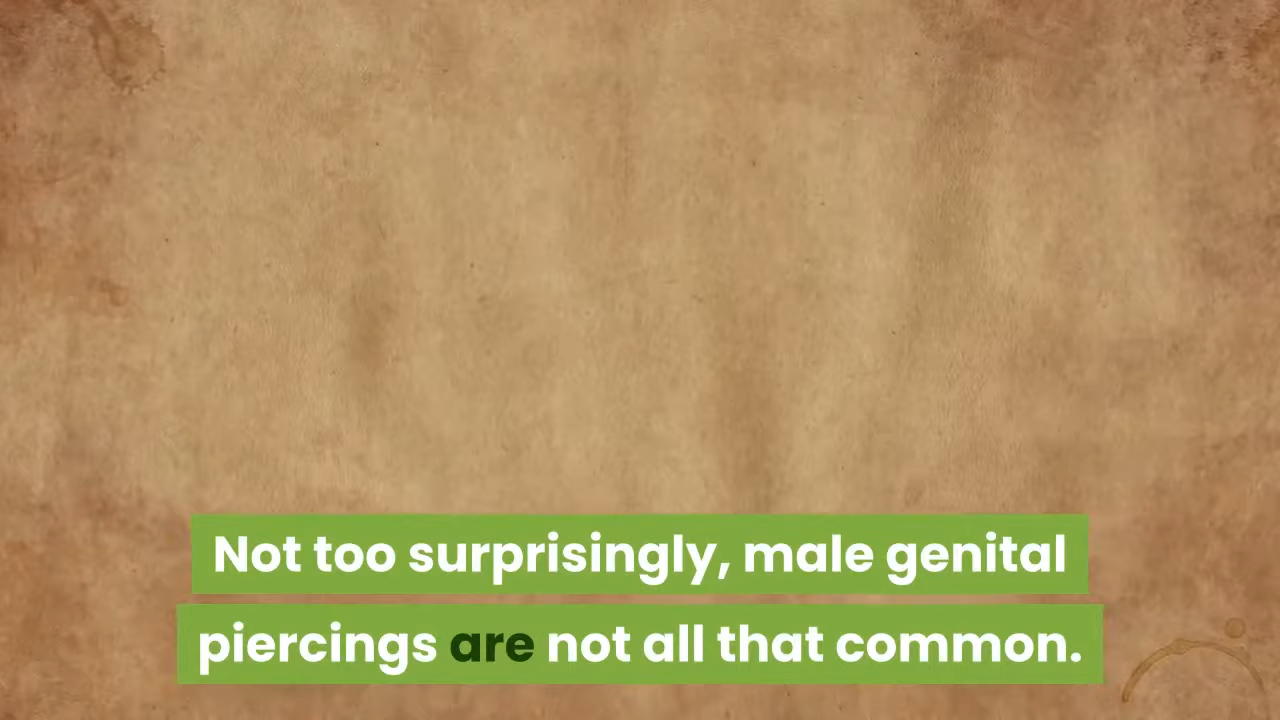 Not too surprisingly, male genital
piercings are not all that common.